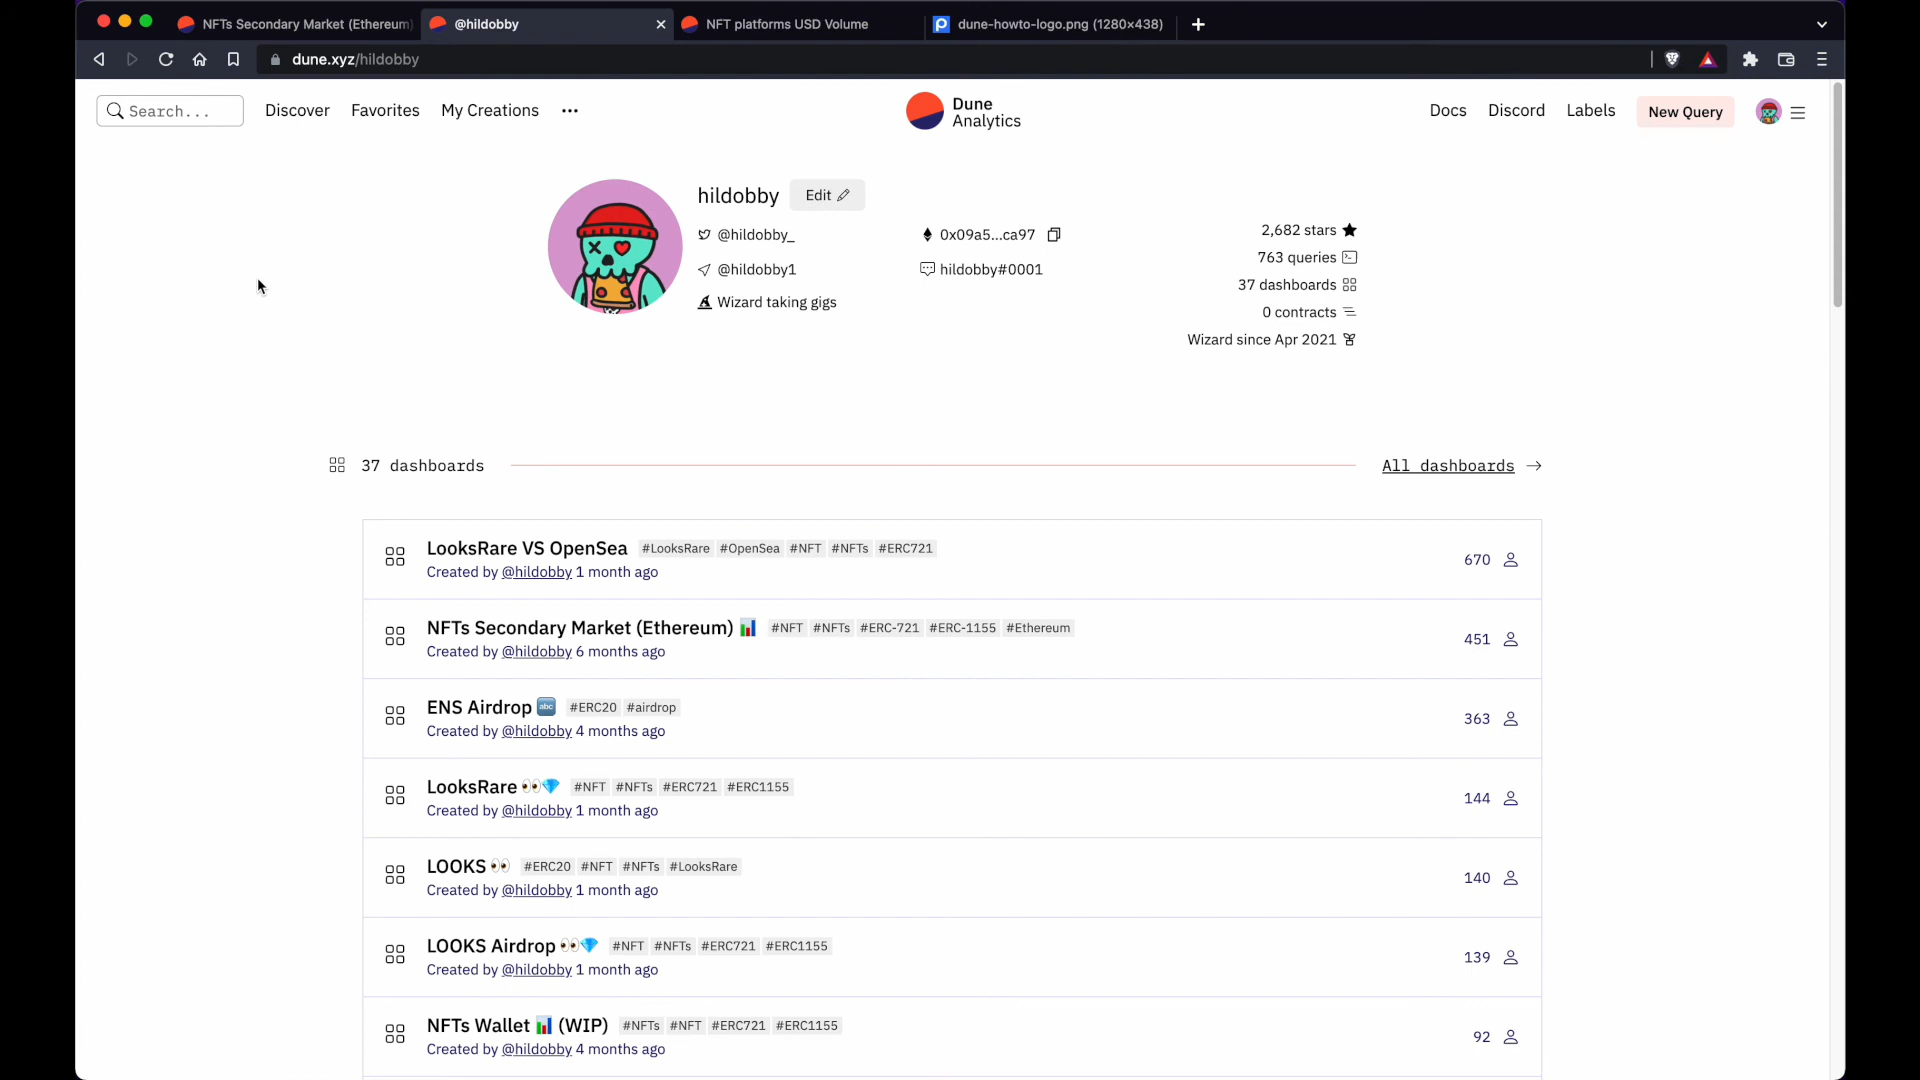 NFTs Secondary Market (Ethereum)
@hildobby
NFT platforms USD Volume
dune-howto-logo.png (1280×438)
dune.xyz/hildobby
Search...
Discover
Favorites
My Creations
Dune
Analytics
Docs
Discord
Labels
New Query
hildobby
Edit
@hildobby_
0x09a5...ca97
@hildobby1
hildobby#0001
Wizard taking gigs
2,682 stars
763 queries
37 dashboards
0 contracts
Wizard since Apr 2021
37 dashboards
All dashboards
LooksRare VS OpenSea #LooksRare #OpenSea #NFT #NFTs #ERC721
Created by @hildobby 1 month ago
670
NFTs Secondary Market (Ethereum) 📊 #NFT #NFTs #ERC-721 #ERC-1155 #Ethereum
Created by @hildobby 6 months ago
451
ENS Airdrop 🔤 #ERC20 #airdrop
Created by @hildobby 4 months ago
363
LooksRare 👀💎 #NFT #NFTs #ERC721 #ERC1155
Created by @hildobby 1 month ago
144
LOOKS 👀 #ERC20 #NFT #NFTs #LooksRare
Created by @hildobby 1 month ago
140
LOOKS Airdrop 👀💎 #NFT #NFTs #ERC721 #ERC1155
Created by @hildobby 1 month ago
139
NFTs Wallet 📊 (WIP) #NFTs #NFT #ERC721 #ERC1155
Created by @hildobby 4 months ago
92